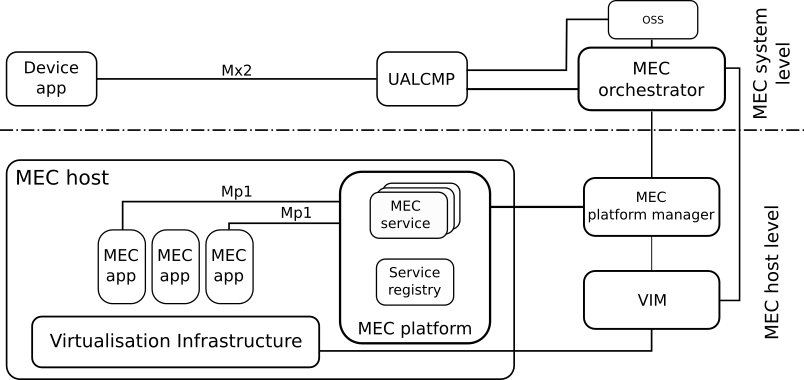 oss
Device
app
Mx2
UALCMP
MEC
orchestrator
MEC system
level
MEC host
Mp1
Mp1
MEC
service
MEC
platform manager
MEC
app
MEC
app
MEC
app
Service
registry
VIM
MEC host level
MEC platform
Virtualisation Infrastructure